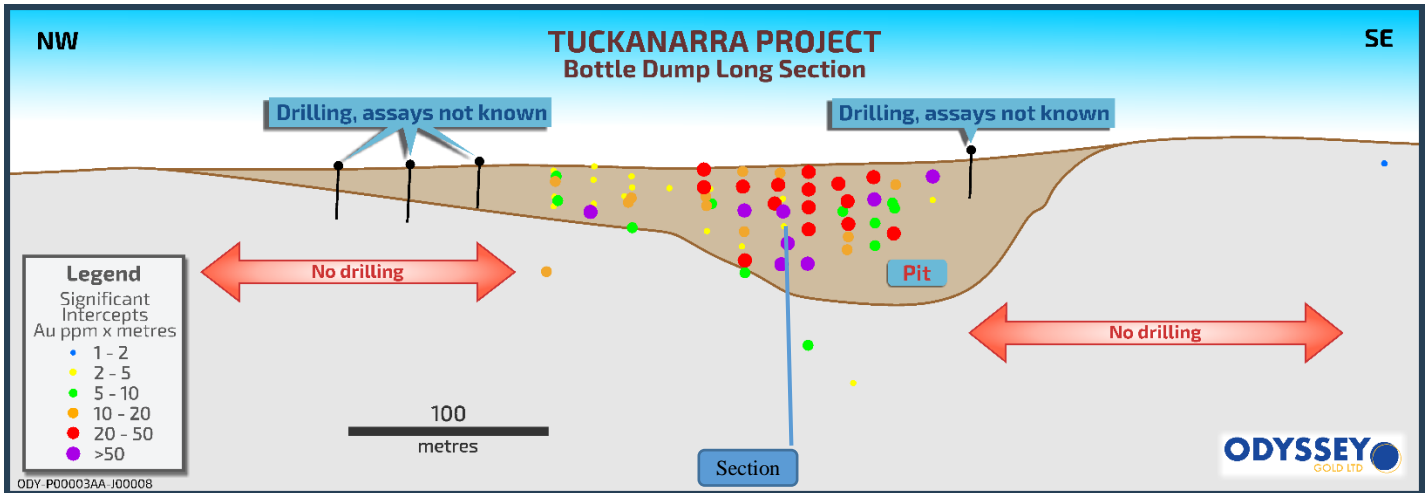 NW
TUCKANARRA PROJECT
SE
Bottle Dump Long Section
Drilling, assays not known
Drilling, assays not known
No drilling
Pit
No drilling
Legend
Significant
Intercepts
Au ppm x metres
1 - 2
2 - 5
5 - 10
10 - 20
20 - 50
>50
100
metres
Section
ODYSSEY
GOLD LTD
ODY-P00003AA-J00008